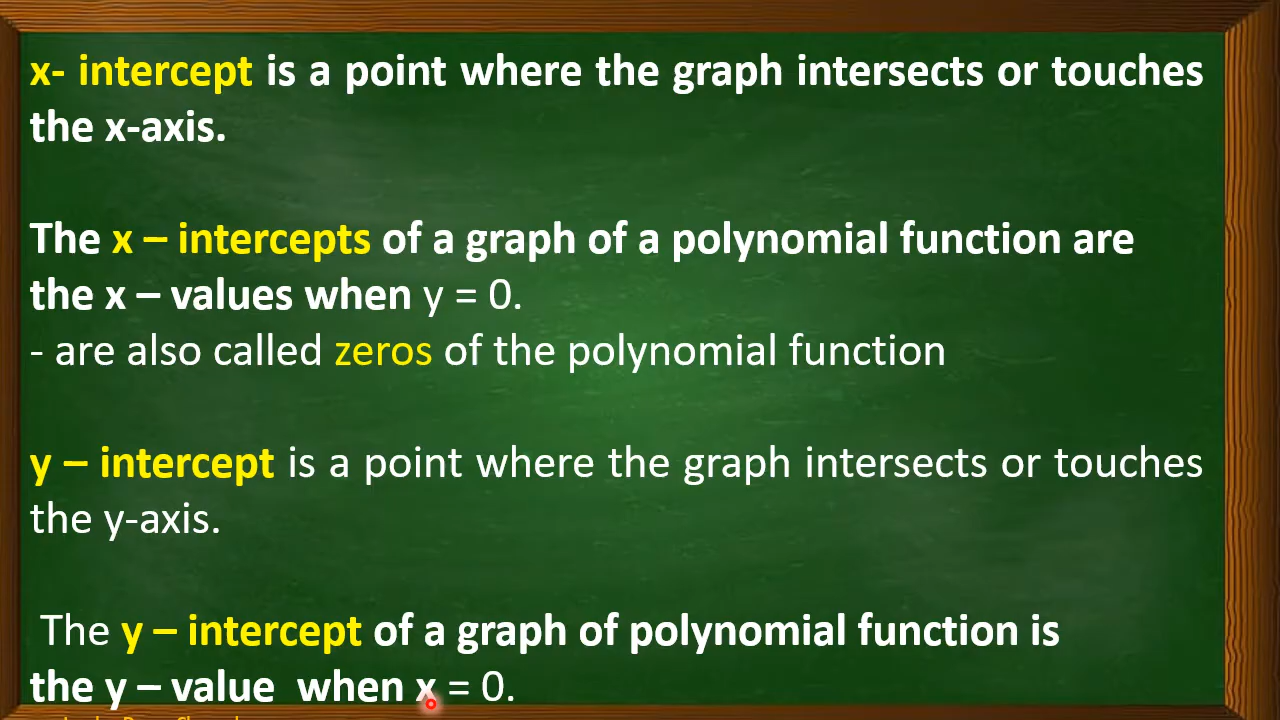 x- intercept is a point where the graph intersects or touches
the x-axis.
The x – intercepts of a graph of a polynomial function are
the x – values when y = 0.
- are also called zeros of the polynomial function
y – intercept is a point where the graph intersects or touches
the y-axis.
The y – intercept of a graph of polynomial function is
the y – value when x = 0.